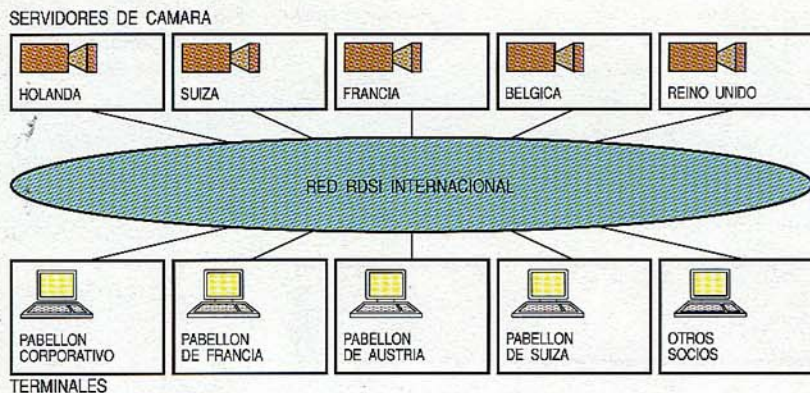 SERVIDORES DE CAMARA
HOLANDA
SUIZA
FRANCIA
BELGICA
REINO UNIDO
RED RDSI INTERNACIONAL
PABELLON
CORPORATIVO
PABELLON
DE FRANCIA
PABELLON
DE AUSTRIA
PABELLON
DE SUIZA
OTROS
SOCIOS
TERMINALES